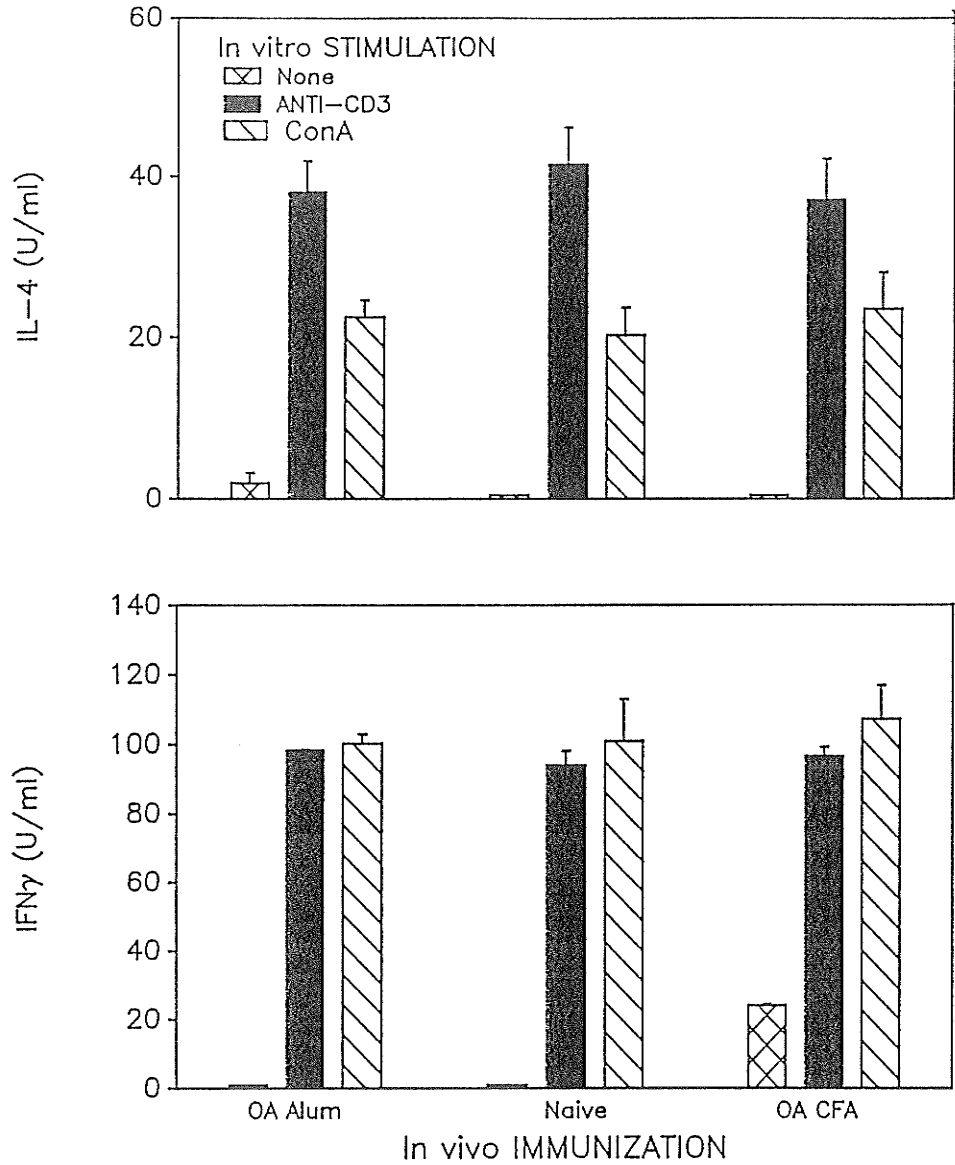 60
In vitro STIMULATION
None
ANTI-CD3
ConA
40
20
0
IL-4 (U/ml)
140
120
100
80
60
40
20
0
IFNγ (U/ml)
OA Alum Naive OA CFA
In vivo IMMUNIZATION